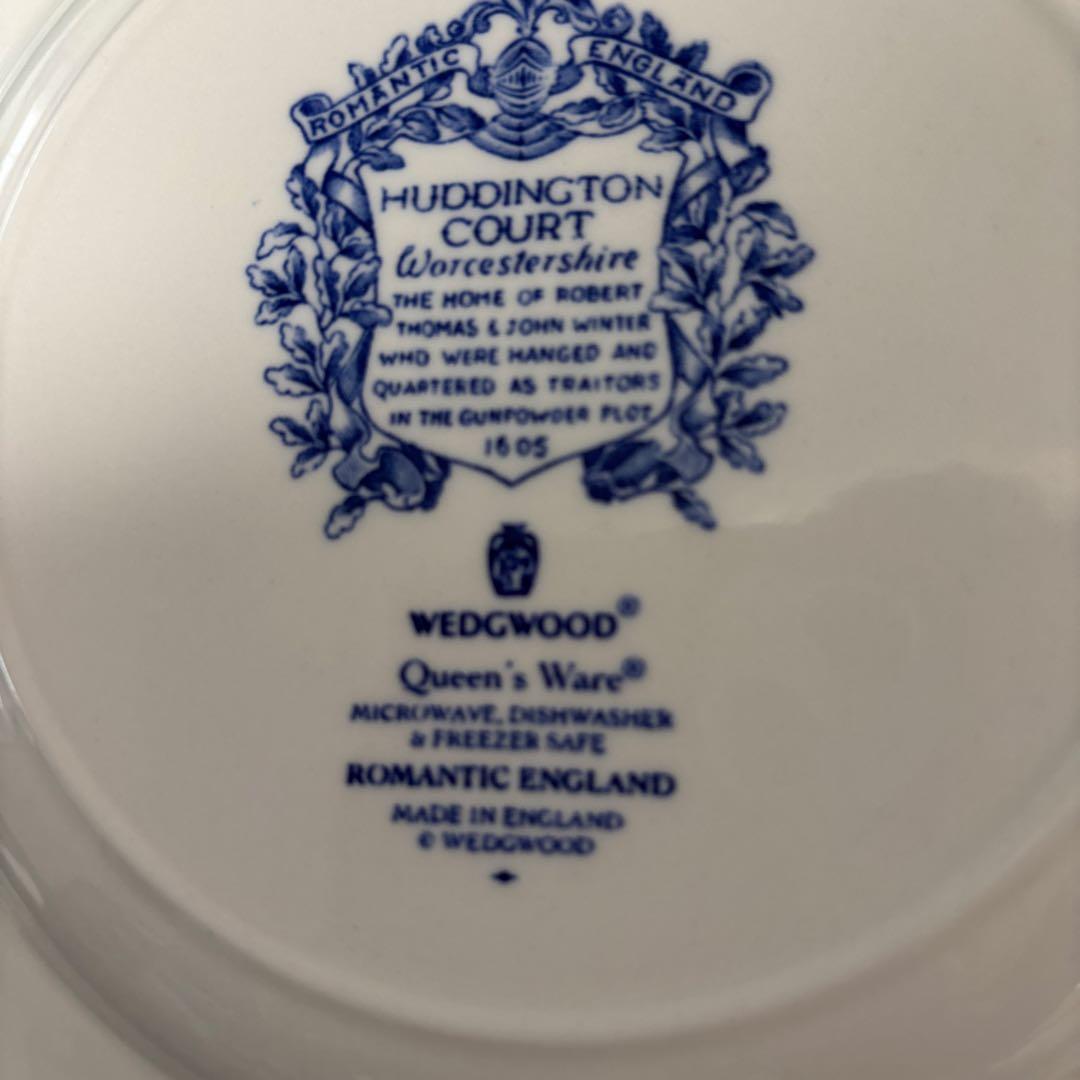 ROMANTIC ENGLAND
HUDDINGTON
COURT
Worcestershire
THE HOME OF ROBERT
THOMAS & JOHN WINTER
WHO WERE HANGED AND
QUARTERED AS TRAITORS
IN THE GUNPOWDER PLOT
1605
WEDGWOOD®
Queen's Ware®
MICROWAVE, DISHWASHER
& FREEZER SAFE
ROMANTIC ENGLAND
MADE IN ENGLAND
© WEDGWOOD